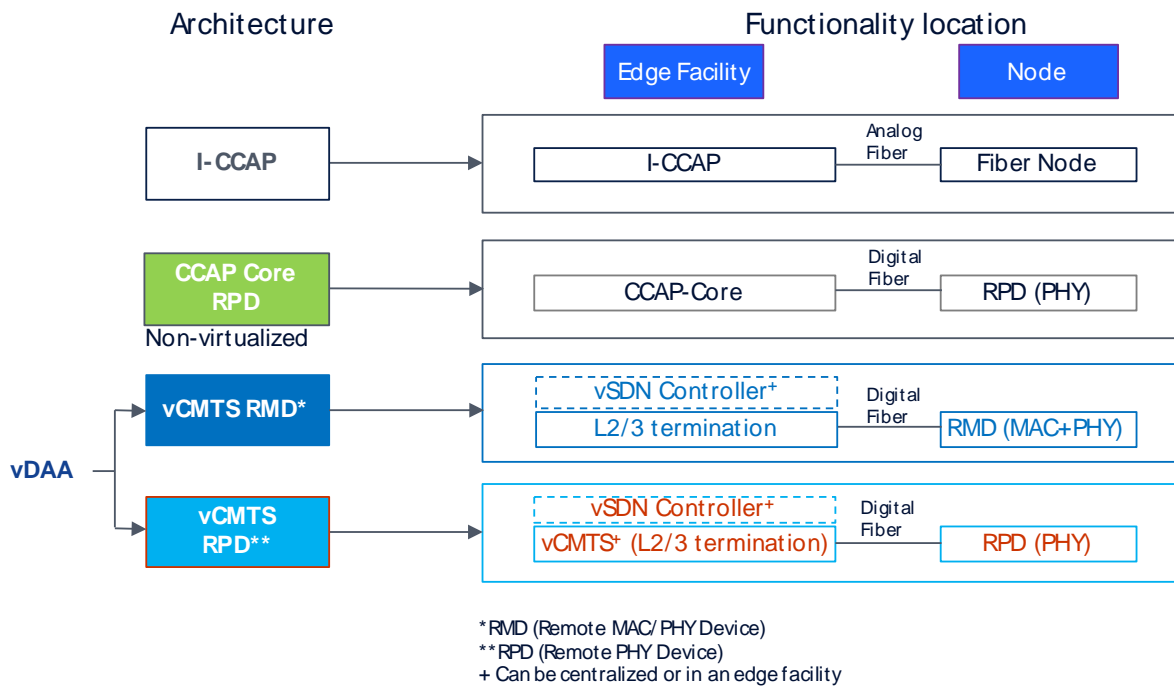 Architecture
Functionality location
Edge Facility
Node
I-CCAP
I-CCAP
Analog
Fiber
Fiber Node
CCAP Core
RPD
Non-virtualized
CCAP-Core
Digital
Fiber
RPD (PHY)
vDAA
vCMTS RMD*
vSDN Controller+
L2/3 termination
Digital
Fiber
RMD (MAC+PHY)
vCMTS
RPD**
vSDN Controller+
vCMTS+ (L2/3 termination)
Digital
Fiber
RPD (PHY)
*RMD (Remote MAC/PHY Device)
**RPD (Remote PHY Device)
+ Can be centralized or in an edge facility